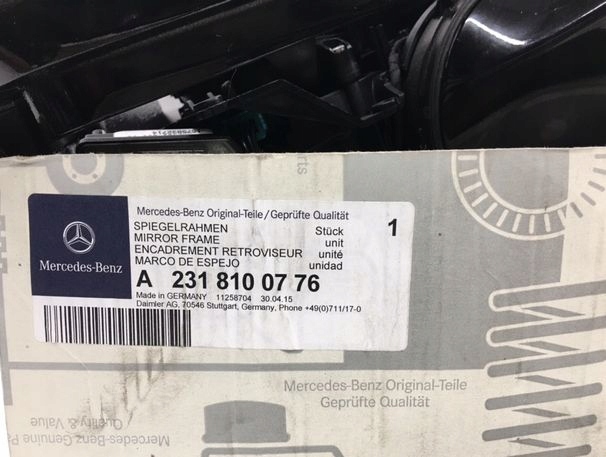 Mercedes-Benz Original-Teile/Geprüfte Qualität
SPIEGELRAHMEN Stück
MIRROR FRAME unit
ENCADREMENT RETROVISEUR unité
MARCO DE ESPEJO unidad
1
Mercedes-Benz
A 231 810 07 76
Made in GERMANY 11258704 30.04.15
Daimler AG, 70546 Stuttgart, Germany, Phone +49(0)711/17-0
Mercedes-Benz Original-Teile
Geprüfte Qualität
Mercedes-Benz Genuine
Quality & Value